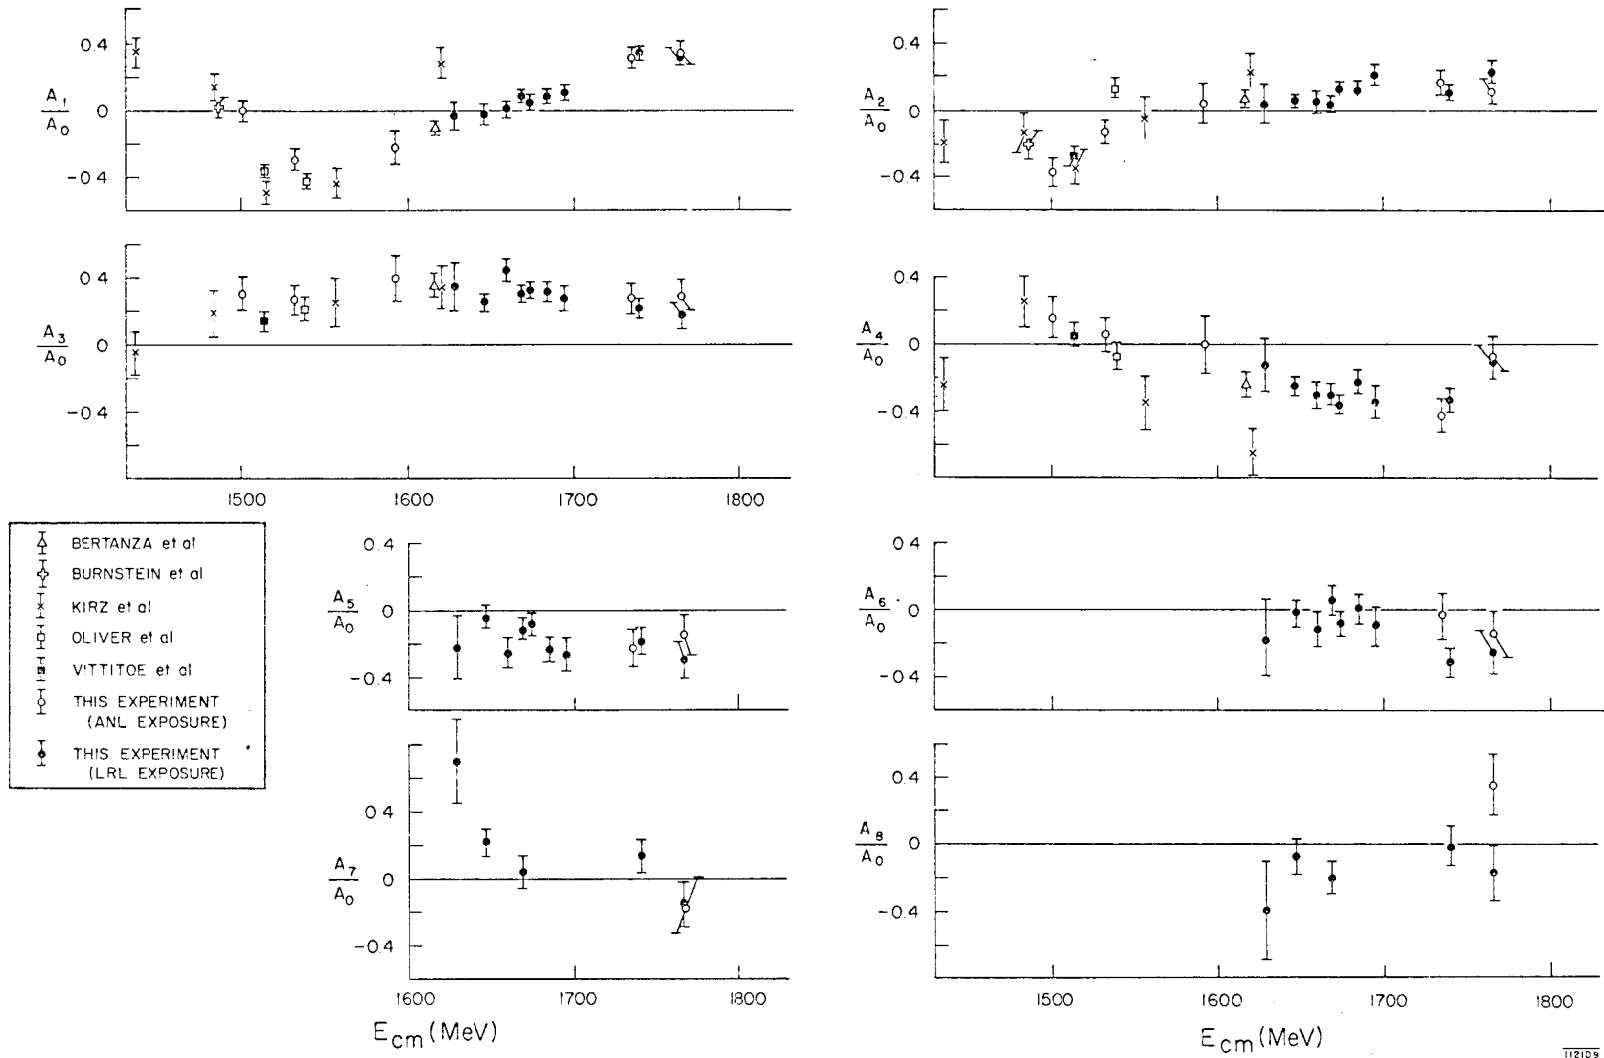 0.4
A1
A0
0
-0.4
0.4
A2
A0
0
-0.4
0.4
A3
A0
0
-0.4
1500
1600
1700
1800
0.4
A4
A0
0
-0.4
1500
1600
1700
1800
BERTANZA et al
BURNSTEIN et al
KIRZ et al
OLIVER et al
VITTITOE et al
THIS EXPERIMENT
(ANL EXPOSURE)
THIS EXPERIMENT
(LRL EXPOSURE)
0.4
A5
A0
0
-0.4
0.4
A6
A0
0
-0.4
0.4
A7
A0
0
-0.4
1600
1700
1800
Ecm (MeV)
0.4
A8
A0
0
-0.4
1500
1600
1700
1800
Ecm (MeV)
1121D9